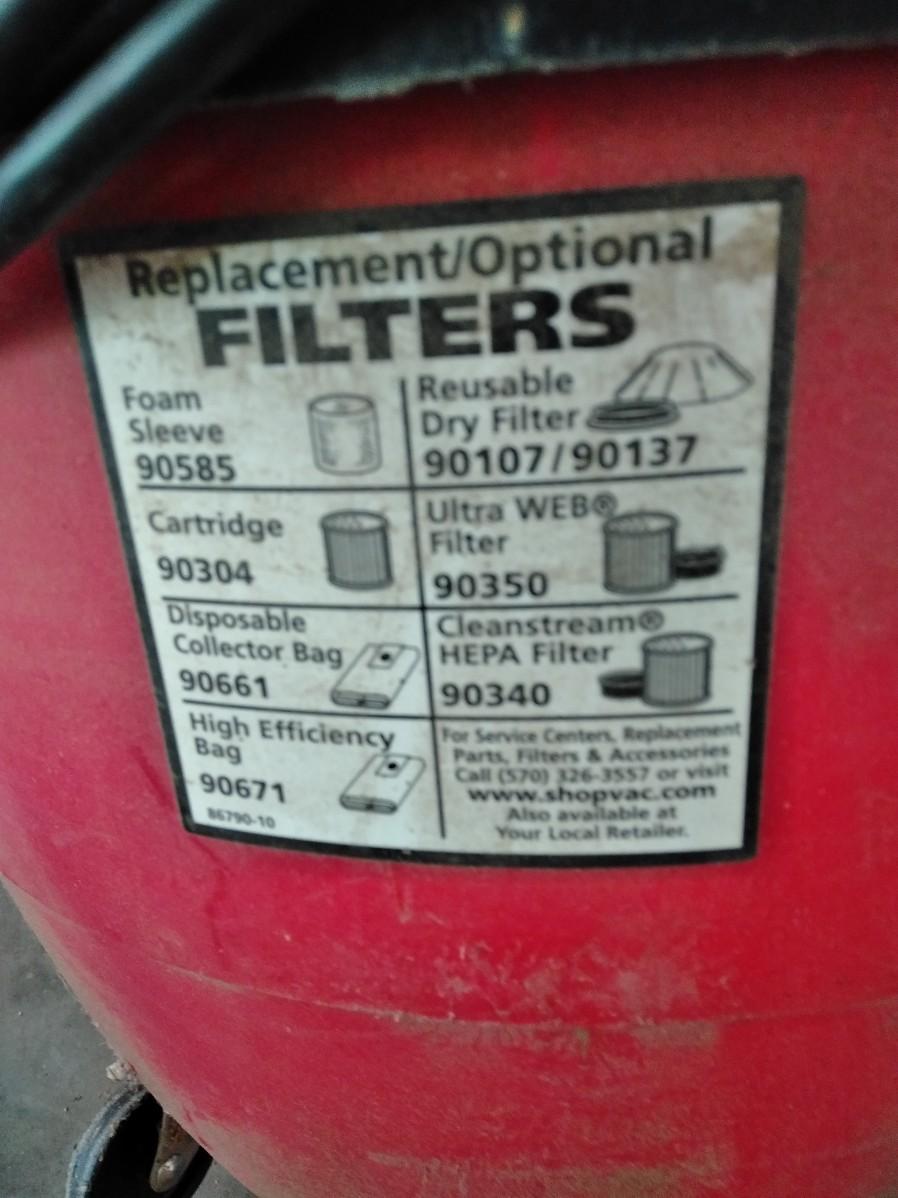 Replacement/Optional
FILTERS
Foam
Sleeve
90585
Reusable
Dry Filter
90107/90137
Cartridge
90304
Ultra WEB®
Filter
90350
Disposable
Collector Bag
90661
Cleanstream®
HEPA Filter
90340
High Efficiency
Bag
90671
86790-10
For Service Centers, Replacement
Parts, Filters & Accessories
Call (570) 326-3557 or visit
www.shopvac.com
Also available at
Your Local Retailer.